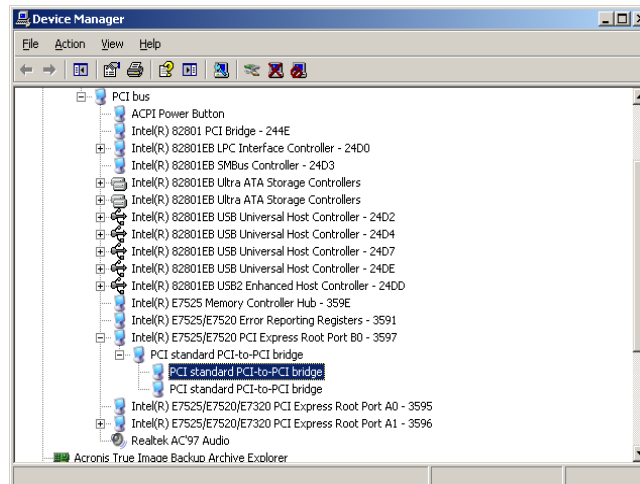 Device Manager
File Action View Help
PCI bus
ACPI Power Button
Intel(R) 82801 PCI Bridge - 244E
Intel(R) 82801EB LPC Interface Controller - 24D0
Intel(R) 82801EB SMBus Controller - 24D3
Intel(R) 82801EB Ultra ATA Storage Controllers
Intel(R) 82801EB Ultra ATA Storage Controllers
Intel(R) 82801EB USB Universal Host Controller - 24D2
Intel(R) 82801EB USB Universal Host Controller - 24D4
Intel(R) 82801EB USB Universal Host Controller - 24D7
Intel(R) 82801EB USB Universal Host Controller - 24DE
Intel(R) 82801EB USB2 Enhanced Host Controller - 24DD
Intel(R) E7525 Memory Controller Hub - 359E
Intel(R) E7525/E7520 Error Reporting Registers - 3591
Intel(R) E7525/E7520 PCI Express Root Port B0 - 3597
PCI standard PCI-to-PCI bridge
PCI standard PCI-to-PCI bridge
PCI standard PCI-to-PCI bridge
Intel(R) E7525/E7520/E7320 PCI Express Root Port A0 - 3595
Intel(R) E7525/E7520/E7320 PCI Express Root Port A1 - 3596
Realtek AC'97 Audio
Acronis True Image Backup Archive Explorer